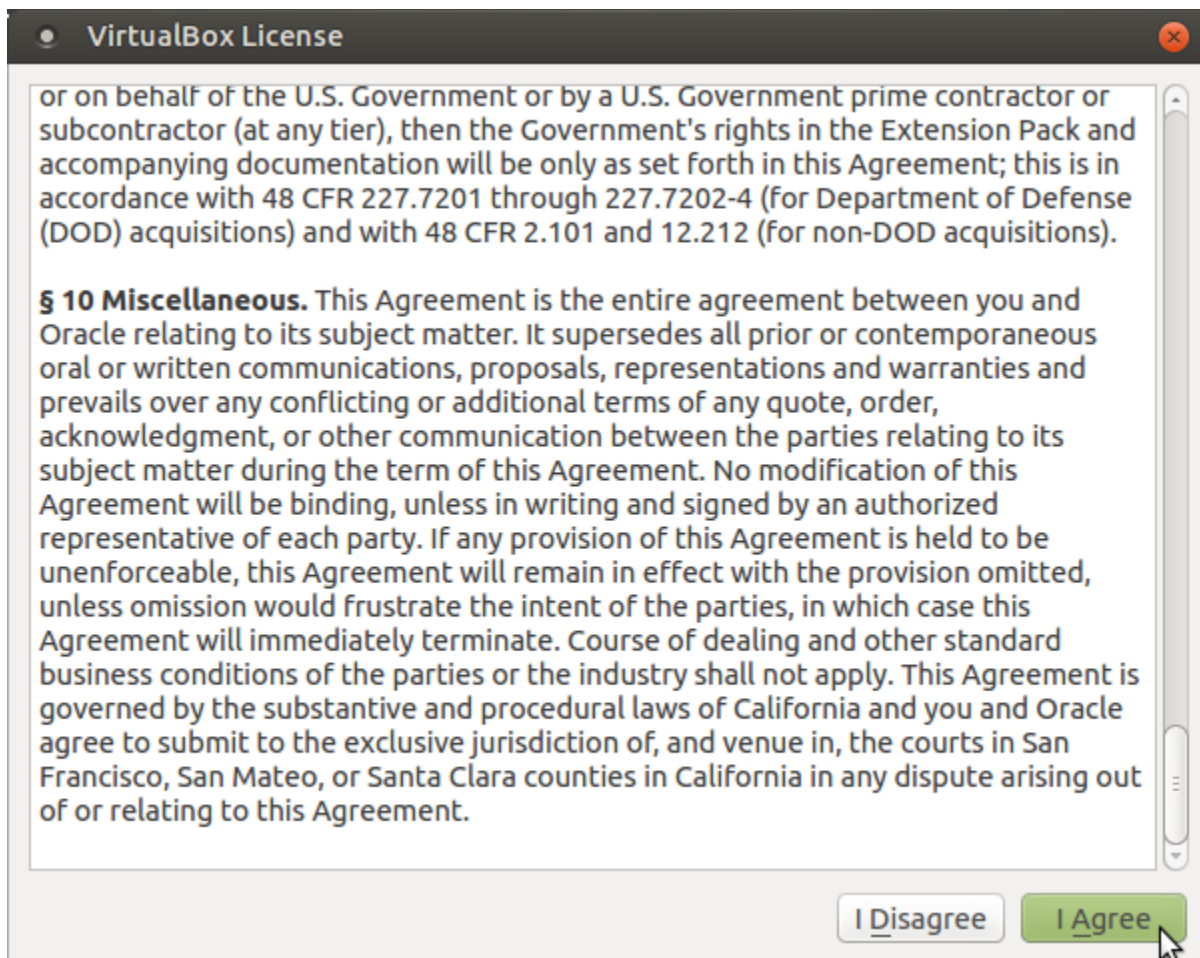 VirtualBox License
or on behalf of the U.S. Government or by a U.S. Government prime contractor or
subcontractor (at any tier), then the Government's rights in the Extension Pack and
accompanying documentation will be only as set forth in this Agreement; this is in
accordance with 48 CFR 227.7201 through 227.7202-4 (for Department of Defense
(DOD) acquisitions) and with 48 CFR 2.101 and 12.212 (for non-DOD acquisitions).
§ 10 Miscellaneous. This Agreement is the entire agreement between you and
Oracle relating to its subject matter. It supersedes all prior or contemporaneous
oral or written communications, proposals, representations and warranties and
prevails over any conflicting or additional terms of any quote, order,
acknowledgment, or other communication between the parties relating to its
subject matter during the term of this Agreement. No modification of this
Agreement will be binding, unless in writing and signed by an authorized
representative of each party. If any provision of this Agreement is held to be
unenforceable, this Agreement will remain in effect with the provision omitted,
unless omission would frustrate the intent of the parties, in which case this
Agreement will immediately terminate. Course of dealing and other standard
business conditions of the parties or the industry shall not apply. This Agreement is
governed by the substantive and procedural laws of California and you and Oracle
agree to submit to the exclusive jurisdiction of, and venue in, the courts in San
Francisco, San Mateo, or Santa Clara counties in California in any dispute arising out
of or relating to this Agreement.
I Disagree
I Agree